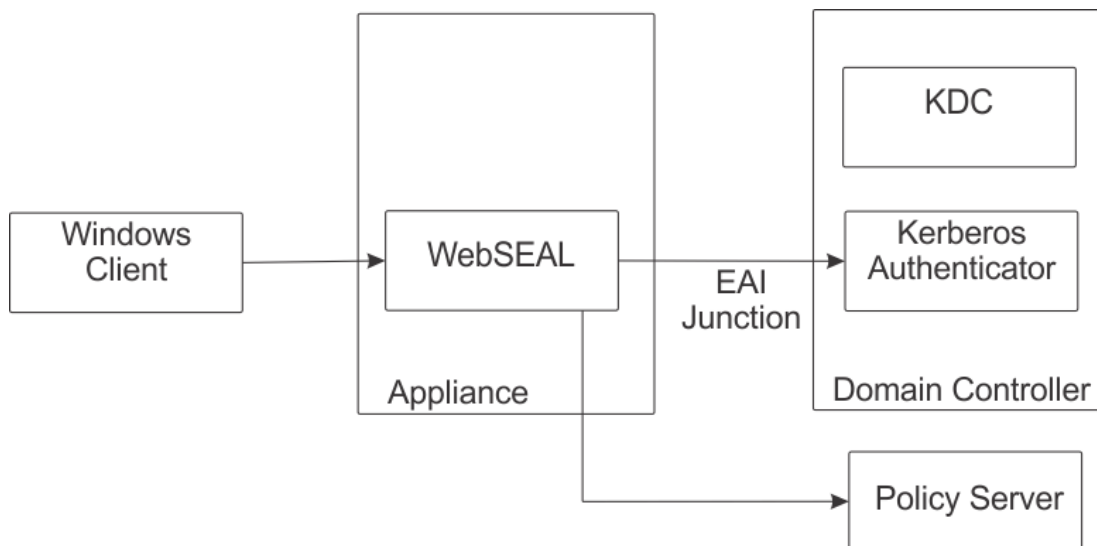 KDC
Windows
Client
WebSEAL
Kerberos
Authenticator
EAI
Junction
Appliance
Domain Controller
Policy Server